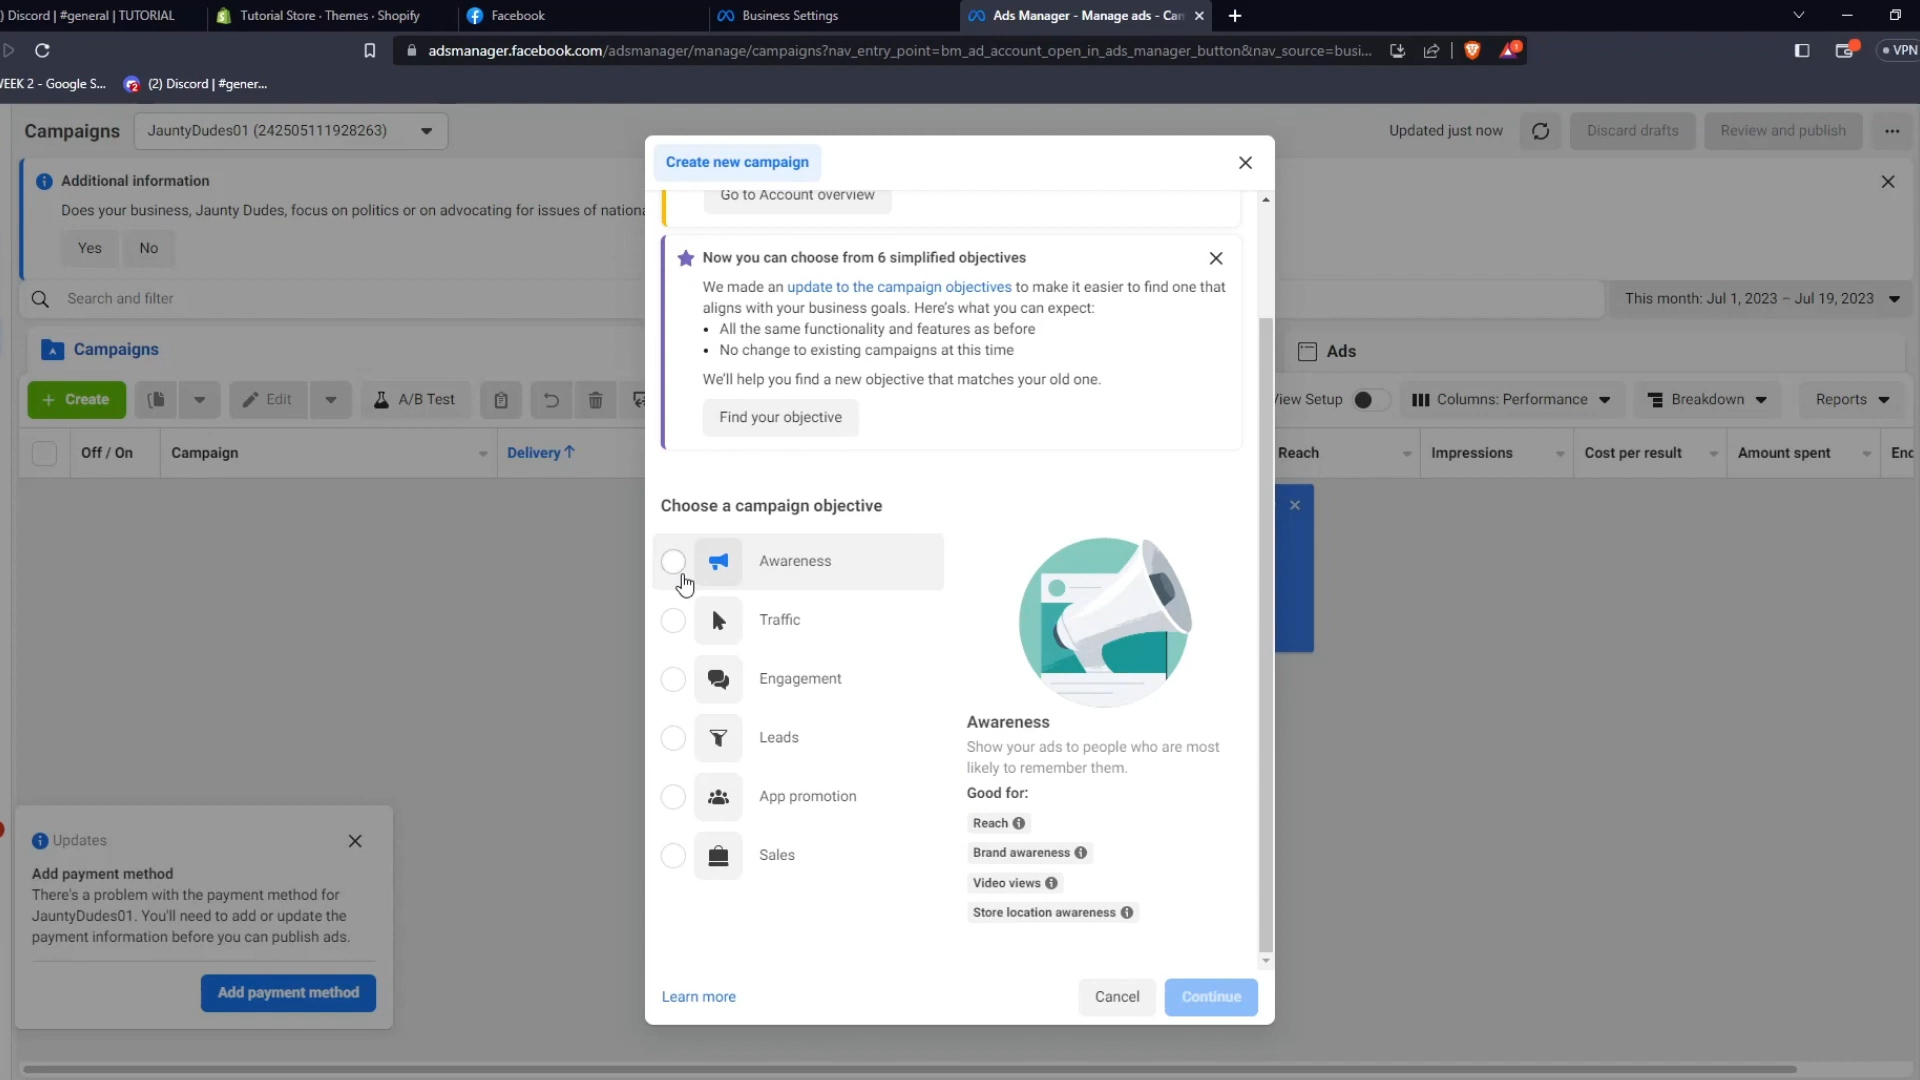 ) Discord | #general | TUTORIAL
Tutorial Store · Themes · Shopify
Facebook
Business Settings
Ads Manager - Manage ads - Can
adsmanager.facebook.com/adsmanager/manage/campaigns?nav_entry_point=bm_ad_account_open_in_ads_manager_button&nav_source=busi...
1
VPN
WEEK 2 - Google S...
(2) Discord | #gener...
Campaigns
JauntyDudes01 (242505111928263)
Updated just now
Discard drafts
Review and publish
Additional information
Does your business, Jaunty Dudes, focus on politics or on advocating for issues of nationa
Yes
No
Search and filter
This month: Jul 1, 2023 – Jul 19, 2023
Campaigns
Ads
+ Create
Edit
A/B Test
View Setup
Columns: Performance
Breakdown
Reports
Off / On
Campaign
Delivery ↑
Reach
Impressions
Cost per result
Amount spent
Enc
Create new campaign
Go to Account overview
Now you can choose from 6 simplified objectives
We made an update to the campaign objectives to make it easier to find one that
aligns with your business goals. Here's what you can expect:
• All the same functionality and features as before
• No change to existing campaigns at this time
We'll help you find a new objective that matches your old one.
Find your objective
Choose a campaign objective
Awareness
Traffic
Engagement
Leads
App promotion
Sales
Awareness
Show your ads to people who are most
likely to remember them.
Good for:
Reach
Brand awareness
Video views
Store location awareness
Learn more
Cancel
Continue
Updates
Add payment method
There's a problem with the payment method for
JauntyDudes01. You'll need to add or update the
payment information before you can publish ads.
Add payment method